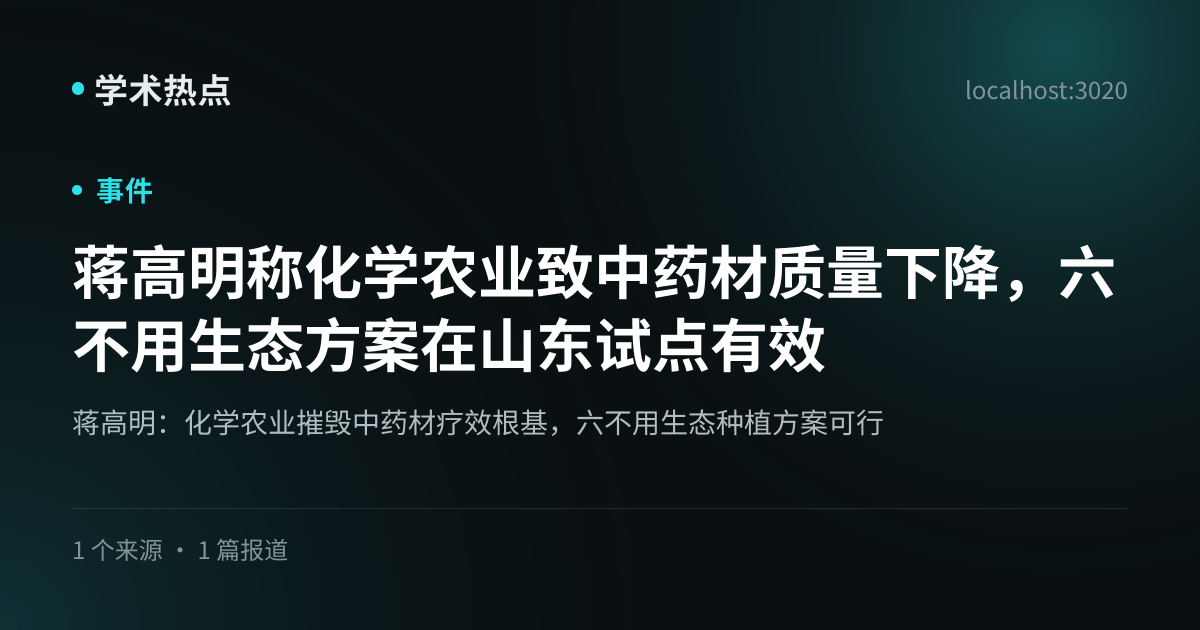 学术热点
localhost:3020
事件
蒋高明称化学农业致中药材质量下降，六
不用生态方案在山东试点有效
蒋高明：化学农业摧毁中药材疗效根基，六不用生态种植方案可行
1 个来源 · 1 篇报道